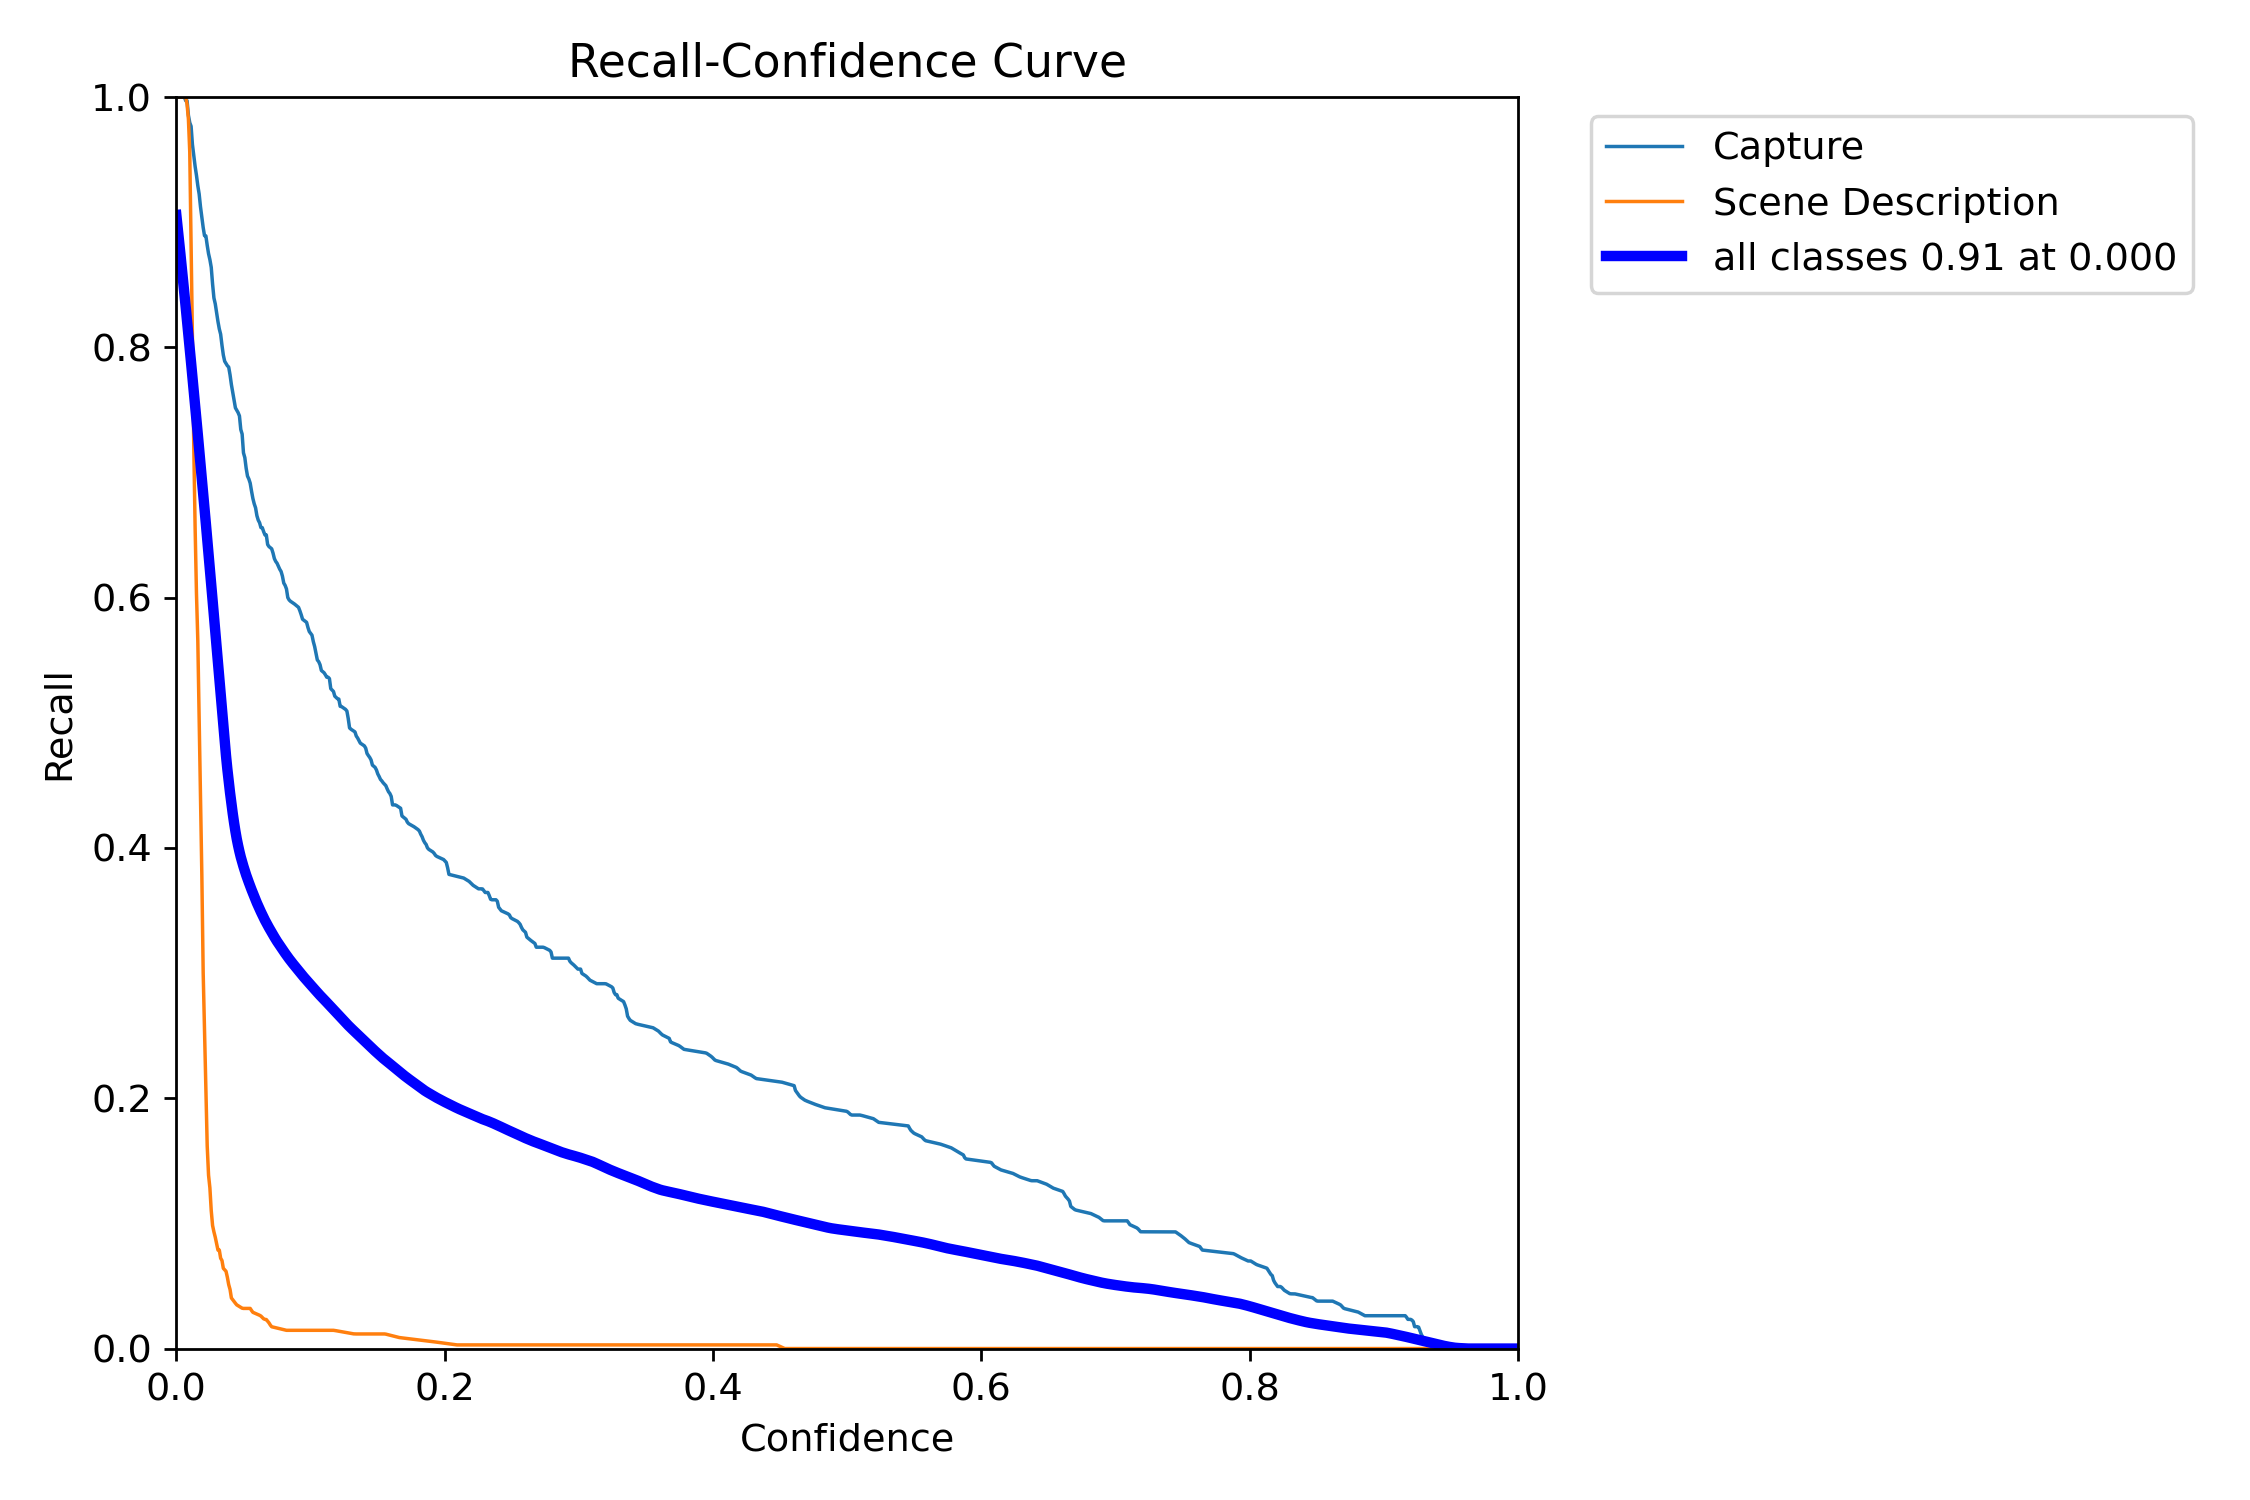 Recall-Confidence Curve
1.0
0.8
0.6
0.4
0.2
0.0
Recall
0.0 0.2 0.4 0.6 0.8 1.0
Confidence
Capture
Scene Description
all classes 0.91 at 0.000